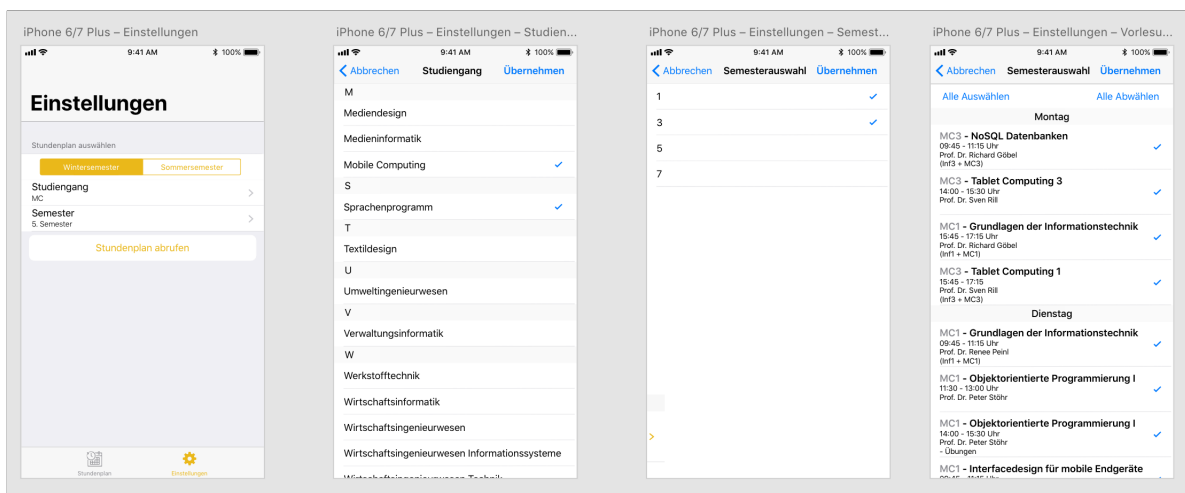 iPhone 6/7 Plus – Einstellungen
9:41 AM
100%
Einstellungen
Stundenplan auswählen
Wintersemester
Sommersemester
Studiengang
MC
Semester
5. Semester
Stundenplan abrufen
Stundenplan
Einstellungen
iPhone 6/7 Plus – Einstellungen – Studien...
9:41 AM
100%
Abbrechen
Studiengang
Übernehmen
M
Mediendesign
Medieninformatik
Mobile Computing
S
Sprachenprogramm
T
Textildesign
U
Umweltingenieurwesen
V
Verwaltungsinformatik
W
Werkstofftechnik
Wirtschaftsinformatik
Wirtschaftsingenieurwesen
Wirtschaftsingenieurwesen Informationssysteme
Wirtschaftsingenieurwesen Technik
iPhone 6/7 Plus – Einstellungen – Semest...
9:41 AM
100%
Abbrechen
Semesterauswahl
Übernehmen
1
3
5
7
iPhone 6/7 Plus – Einstellungen – Vorlesu...
9:41 AM
100%
Abbrechen
Semesterauswahl
Übernehmen
Alle Auswählen
Alle Abwählen
Montag
MC3 - NoSQL Datenbanken
09:45 - 11:15 Uhr
Prof. Dr. Richard Göbel
(Inf3 + MC3)
MC3 - Tablet Computing 3
14:00 - 15:30 Uhr
Prof. Dr. Sven Rill
MC1 - Grundlagen der Informationstechnik
15:45 - 17:15 Uhr
Prof. Dr. Richard Göbel
(Inf1 + MC1)
MC3 - Tablet Computing 1
15:45 - 17:15
Prof. Dr. Sven Rill
(Inf3 + MC3)
Dienstag
MC1 - Grundlagen der Informationstechnik
09:45 - 11:15 Uhr
Prof. Dr. Renee Peinl
(Inf1 + MC1)
MC1 - Objektorientierte Programmierung I
11:30 - 13:00 Uhr
Prof. Dr. Peter Stöhr
MC1 - Objektorientierte Programmierung I
14:00 - 15:30 Uhr
Prof. Dr. Peter Stöhr
- Übungen
MC1 - Interfacedesign für mobile Endgeräte
09:45 - 11:15 Uhr